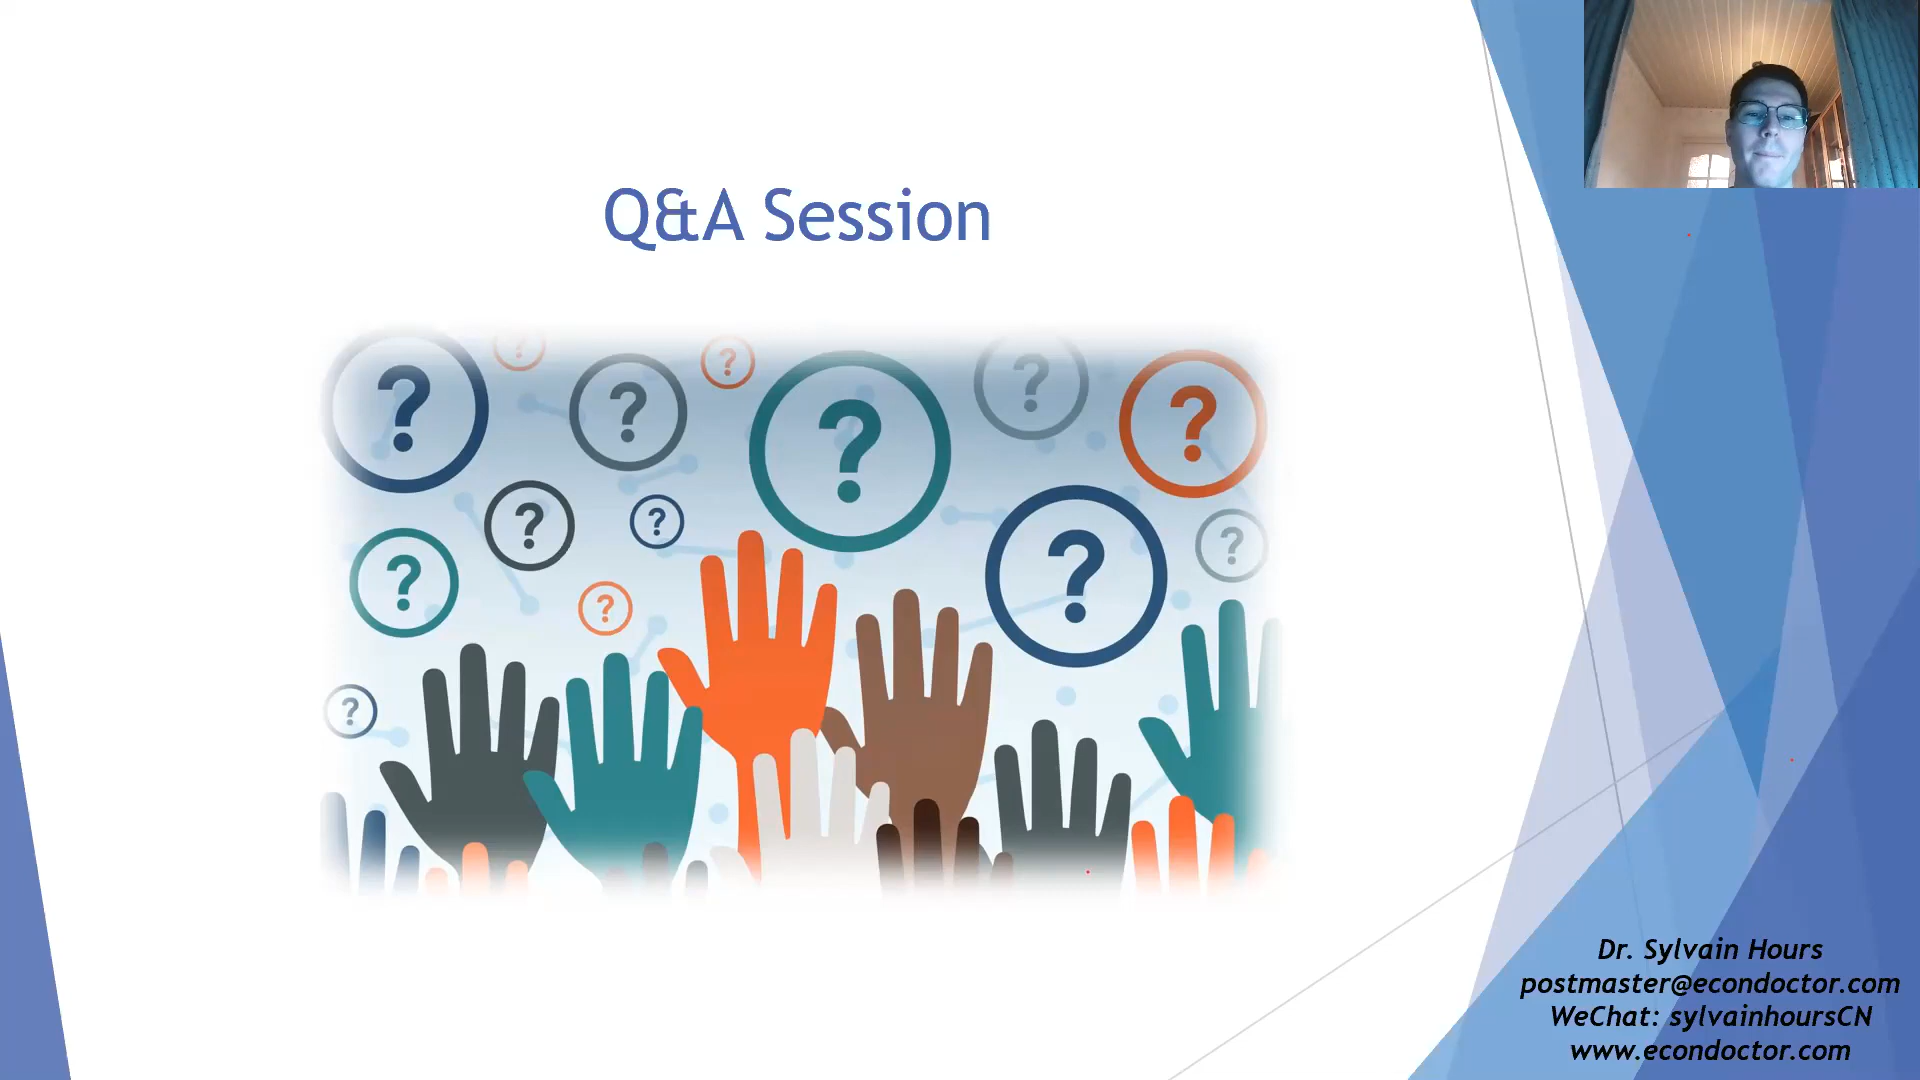 Q&A Session
? ? ? ? ? ? ?
? ? ? ? ?
? ?
?
Dr. Sylvain Hours
postmaster@econdoctor.com
WeChat: sylvainhoursCN
www.econdoctor.com